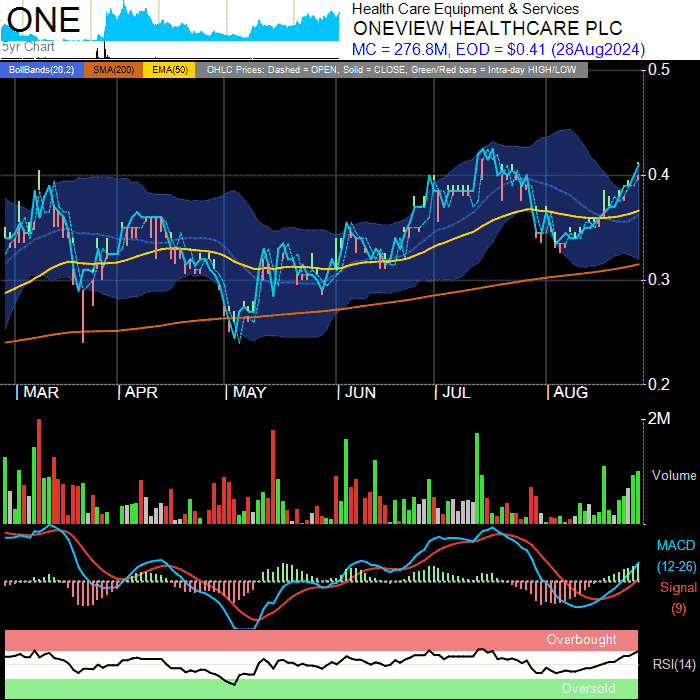 ONE
Health Care Equipment & Services
ONEVIEW HEALTHCARE PLC
5yr Chart
MC = 276.8M, EOD = $0.41 (28Aug2024)
BollBands(20,2) SMA(200) EMA(50) OHLC Prices: Dashed = OPEN, Solid = CLOSE, Green/Red bars = Intra-day HIGH/LOW
0.5
0.4
0.3
0.2
| MAR | APR | MAY | JUN | JUL | AUG
2M
Volume
MACD
(12-26)
Signal
(9)
Overbought
RSI(14)
Oversold